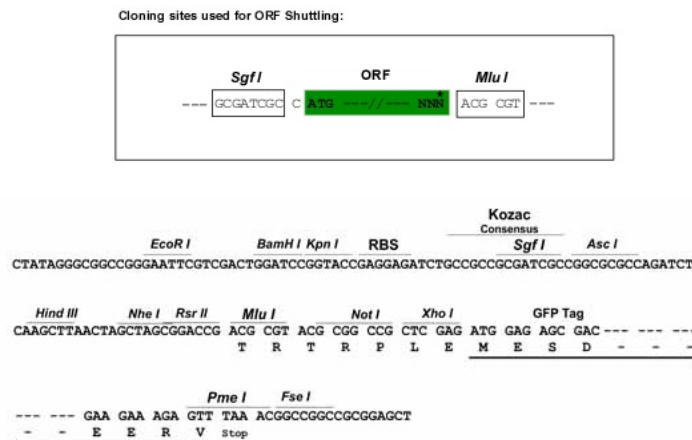 Cloning sites used for ORF Shuttling:
Sgf I ORF Mlu I
--- GCGATCGC C ATG ---//--- NNN* ACG CGT ---
Kozac
Consensus
EcoR I BamH I Kpn I RBS Sgf I Asc I
CTATAGGGCGGCCGGGAATTCGTCGACTGGATCCGGTACCGAGGAGATCTGCCGCCGCGATCGCCGGCGCGCCAGATCT
Hind III Nhe I Rsr II Mlu I Not I Xho I GFP Tag
CAAGCTTAACTAGCTAGCGGACCG ACG CGT ACG CGG CCG CTC GAG ATG GAG AGC GAC--- --- ---
T R T R P L E M E S D - - -
Pme I Fse I
--- --- GAA GAA AGA GTT TAA ACGGCCGGCCGCGGAGCT
- - E E R V Stop